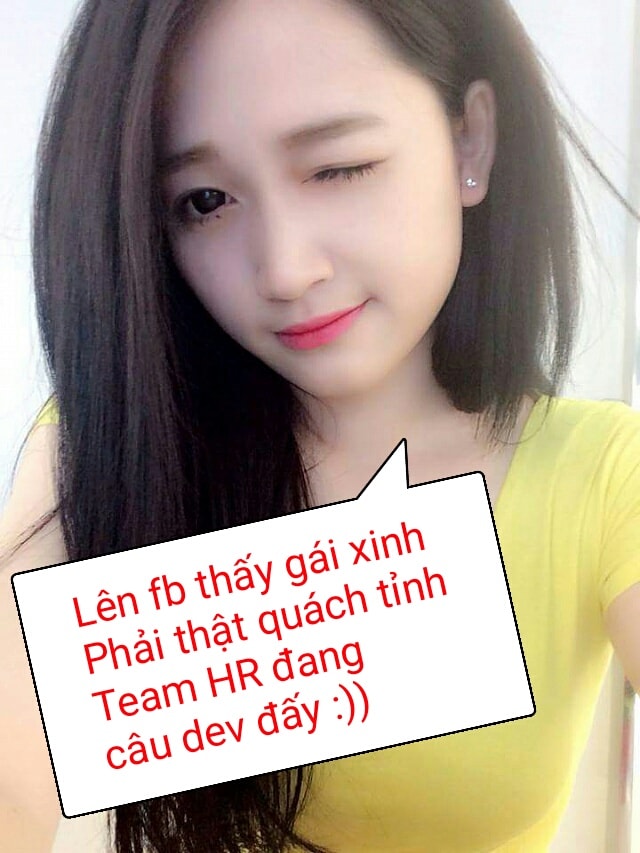 Lên fb thấy gái xinh
Phải thật quách tỉnh
Team HR đang
câu dev đấy :))